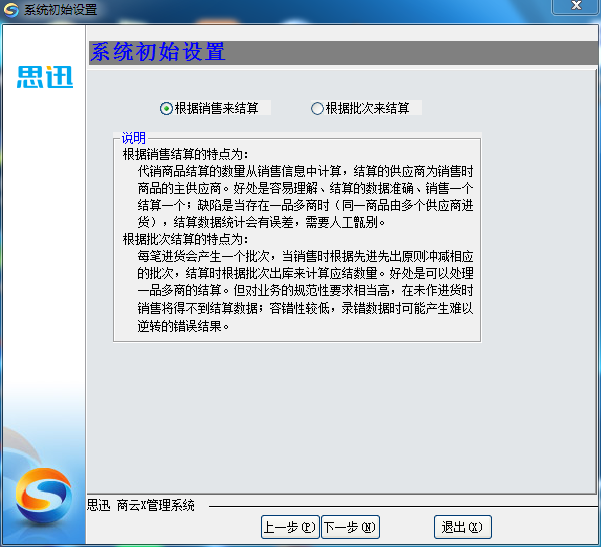 系统初始设置
系统初始设置
思迅
根据销售来结算
根据批次来结算
说明
根据销售结算的特点为：
代销商品结算的数量从销售信息中计算，结算的供应商为销售时
商品的主供应商。好处是容易理解、结算的数据准确、销售一个
结算一个；缺陷是当存在一品多商时（同一商品由多个供应商进
货），结算数据统计会有误差，需要人工甄别。
根据批次结算的特点为：
每笔进货会产生一个批次，当销售时根据先进先出原则冲减相应
的批次，结算时根据批次出库来计算应结数量。好处是可以处理
一品多商的结算。但对业务的规范性要求相当高，在未作进货时
销售将得不到结算数据；容错性较低，录错数据时可能产生难以
逆转的错误结果。
思迅 商云X管理系统
上一步(P)
下一步(N)
退出(X)